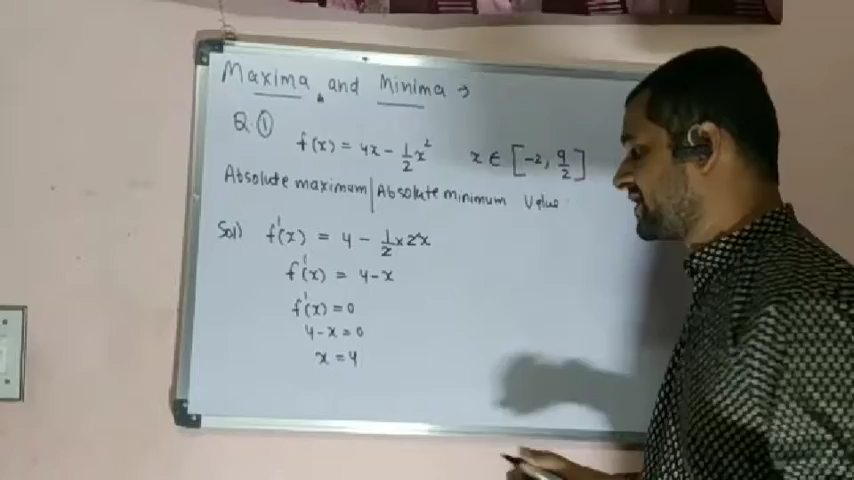 Maxima and Minima →
Q. ①
f(x) = 4x - 1/2 x² x ∈ [-2, 9/2]
Absolute maximum | Absolute minimum Value.
Sol) f'(x) = 4 - 1/2 × 2x
f'(x) = 4-x
f'(x) = 0
4-x = 0
x = 4